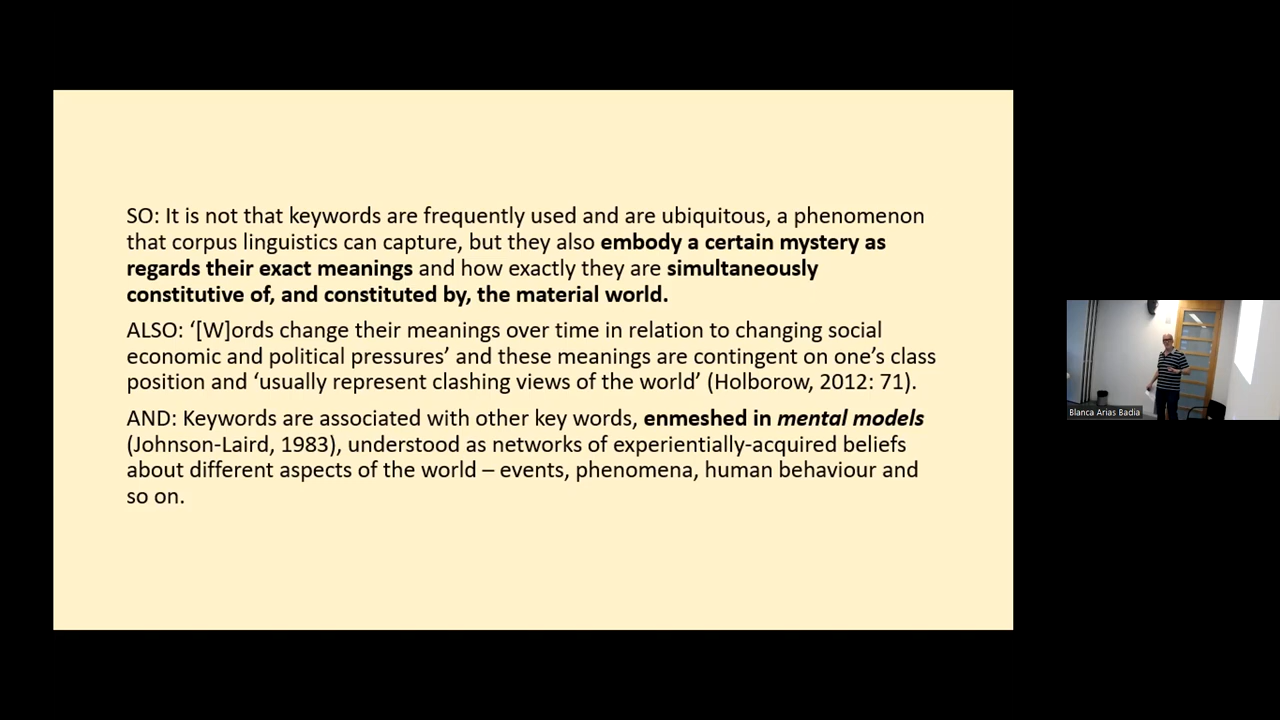 SO: It is not that keywords are frequently used and are ubiquitous, a phenomenon
that corpus linguistics can capture, but they also embody a certain mystery as
regards their exact meanings and how exactly they are simultaneously
constitutive of, and constituted by, the material world.
ALSO: ‘[W]ords change their meanings over time in relation to changing social
economic and political pressures’ and these meanings are contingent on one’s class
position and ‘usually represent clashing views of the world’ (Holborow, 2012: 71).
AND: Keywords are associated with other key words, enmeshed in mental models
(Johnson-Laird, 1983), understood as networks of experientially-acquired beliefs
about different aspects of the world – events, phenomena, human behaviour and
so on.
Blanca Arias Badia